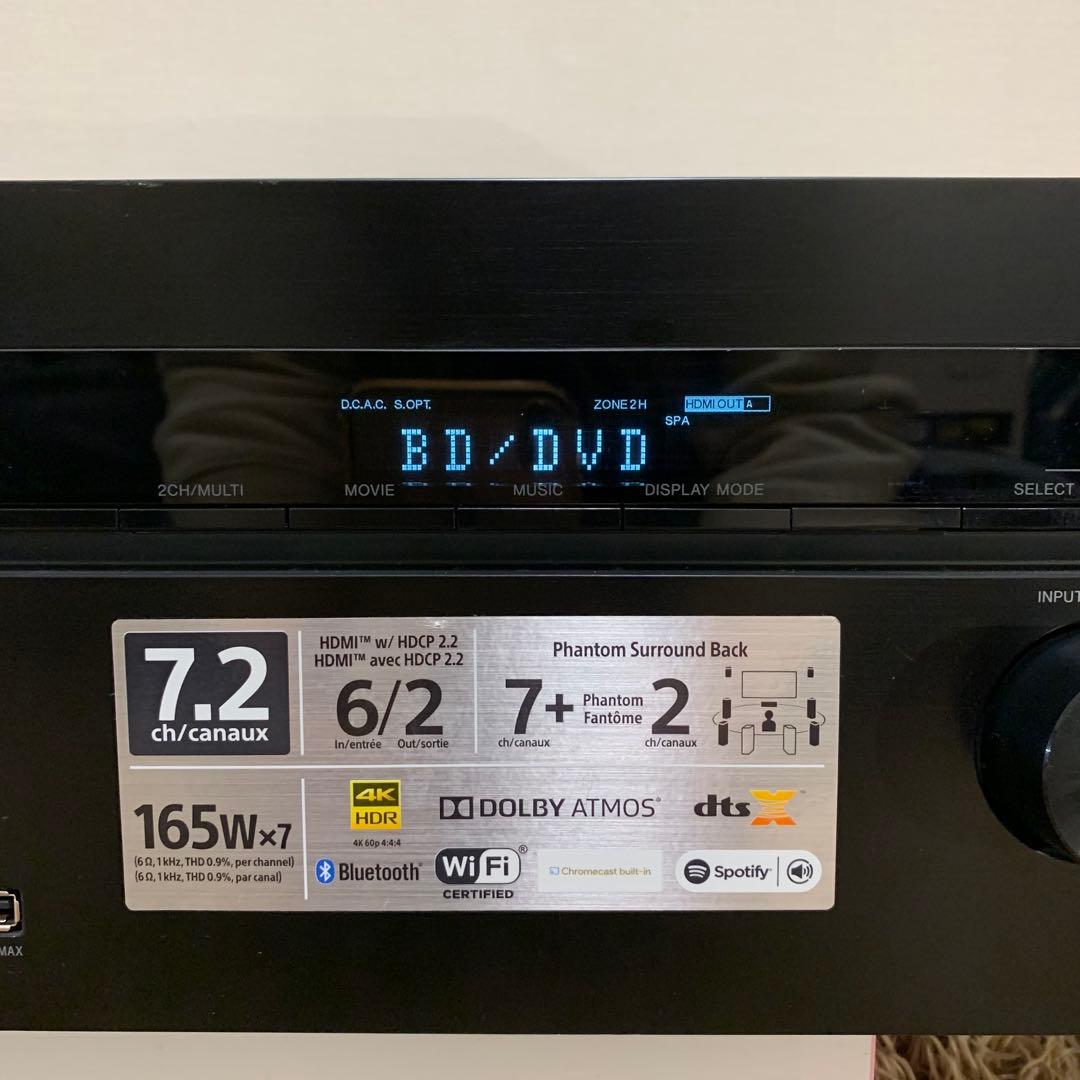 D.C.A.C. S.OPT. ZONE2H HDMI OUT A
SPA
BD/DVD
2CH/MULTI MOVIE MUSIC DISPLAY MODE SELECT
INPUT
7.2
ch/canaux
HDMI™ w/ HDCP 2.2
HDMI™ avec HDCP 2.2
6/2
In/entrée Out/sortie
Phantom Surround Back
7+ Phantom Fantôme 2
ch/canaux ch/canaux
165W×7
(6 Ω, 1 kHz, THD 0.9%, per channel)
(6 Ω, 1 kHz, THD 0.9%, par canal)
4K
HDR
4K 60p 4:4:4
DOLBY ATMOS®
dts X™
Bluetooth®
Wi Fi®
CERTIFIED
Chromecast built-in
Spotify®
MAX